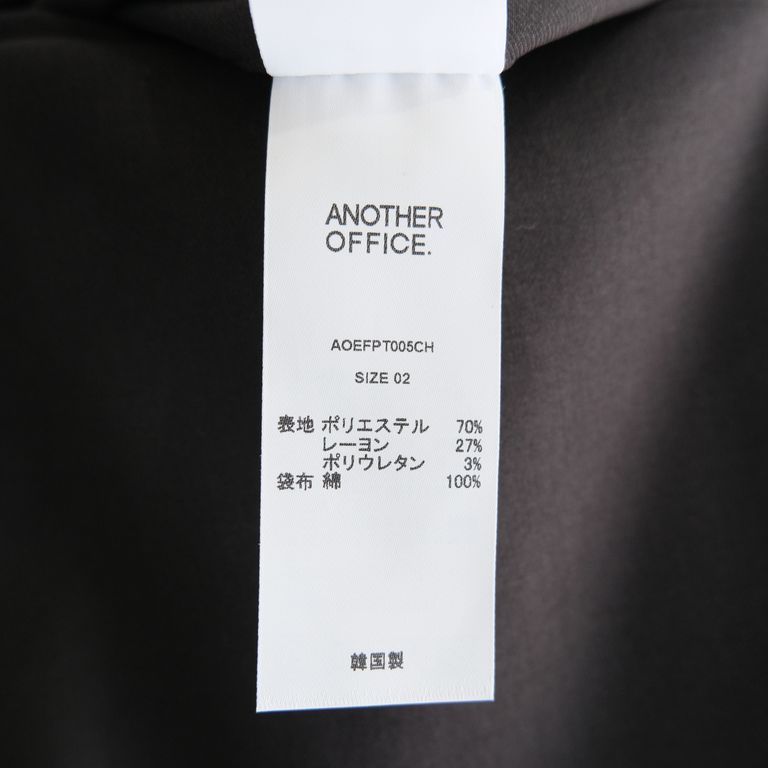 ANOTHER
OFFICE.
AOEFPT005CH
SIZE 02
表地 ポリエステル 70%
レーヨン 27%
ポリウレタン 3%
袋布 綿 100%
韓国製